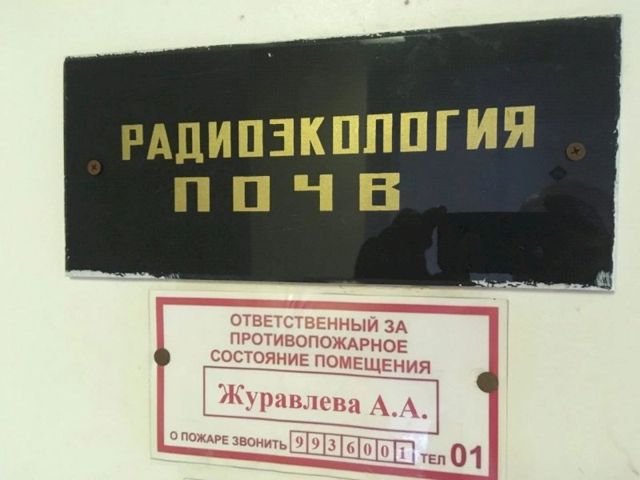 РАДИОЭКОЛОГИЯ
ПОЧВ
ОТВЕТСТВЕННЫЙ ЗА
ПРОТИВОПОЖАРНОЕ
СОСТОЯНИЕ ПОМЕЩЕНИЯ
Журавлева А.А.
О ПОЖАРЕ ЗВОНИТЬ 9936001 ТЕЛ 01